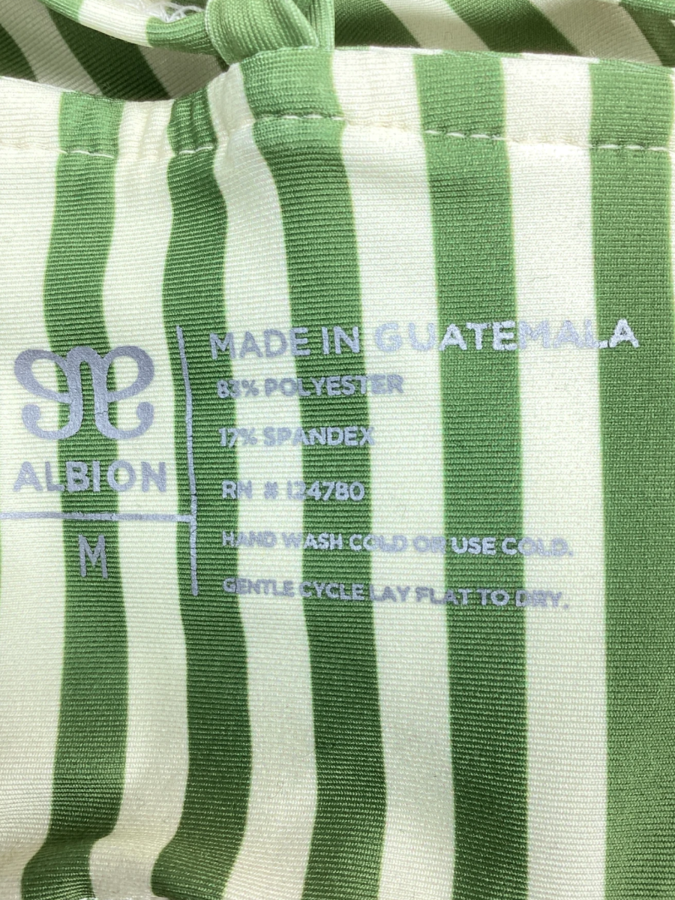 ALBION
M
MADE IN GUATEMALA
83% POLYESTER
17% SPANDEX
RN # 124780
HAND WASH COLD OR USE COLD.
GENTLE CYCLE LAY FLAT TO DRY.